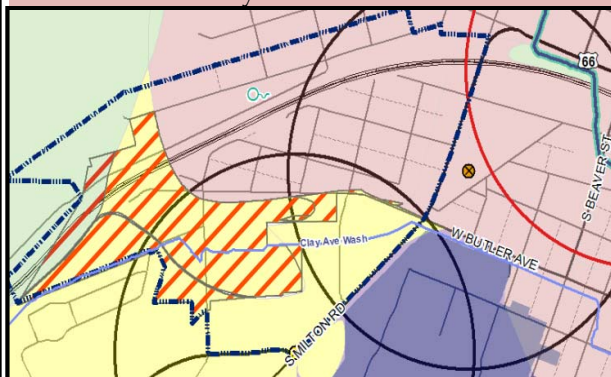 66
S BEAVER ST
W BUTLER AVE
Clay Ave Wash
S MILTON RD